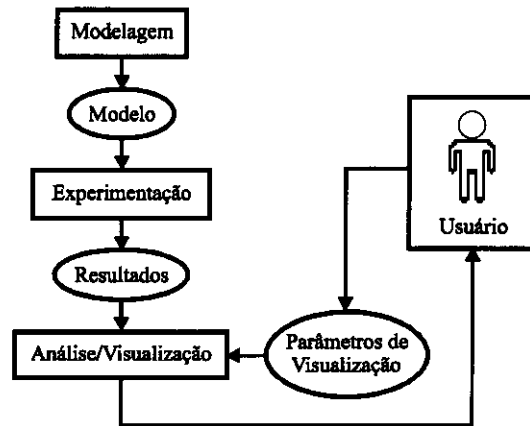 Modelagem
Modelo
Experimentação
Usuário
Resultados
Análise/Visualização
Parâmetros de
Visualização